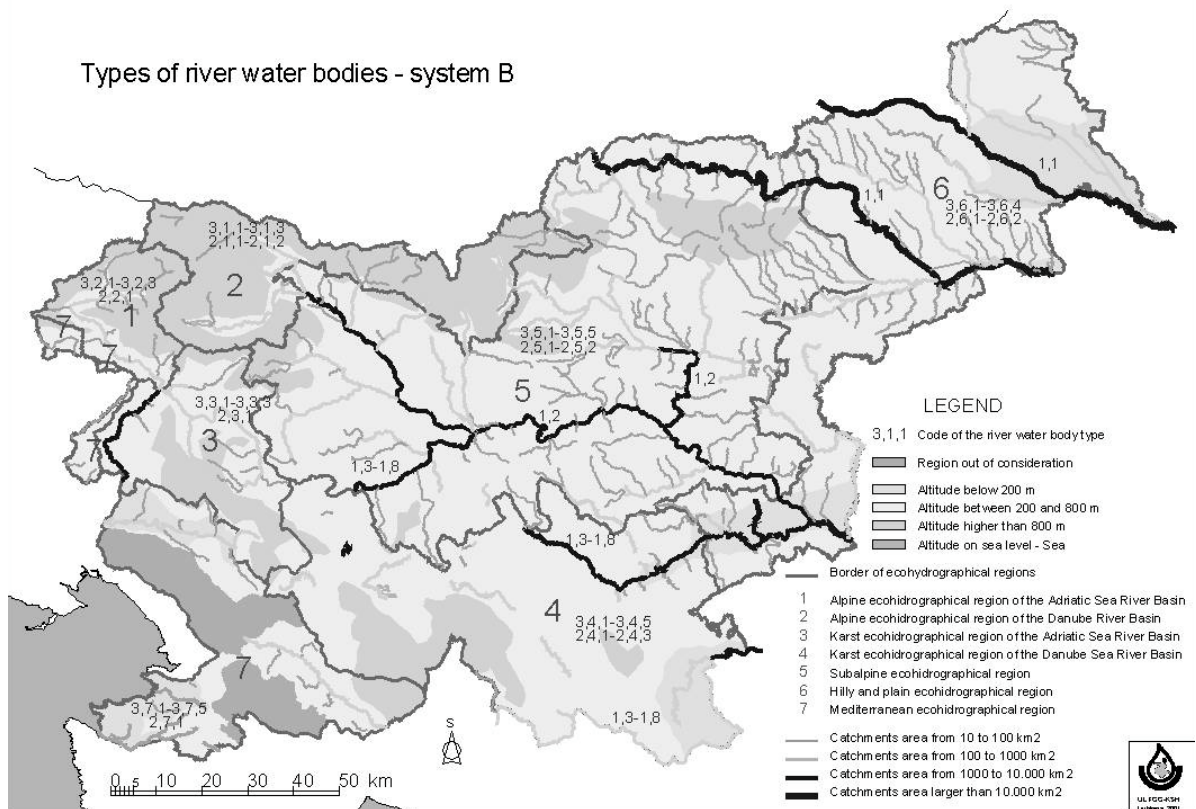 Types of river water bodies - system B
1,1
6
3,6,1-3,6,4
2,6,1-2,6,2
1,1
3,1,1-3,1,3
2,1,1-2,1,2
2
3,2,1-3,2,3
2,2,1
1
7
7
3,5,1-3,5,5
2,5,1-2,5,2
5
1,2
1,2
3,3,1-3,3,3
2,3,1
3
7
1,3-1,8
1,3-1,8
4
3,4,1-3,4,5
2,4,1-2,4,3
7
3,7,1-3,7,5
2,7,1
1,3-1,8
S
0 5 10 20 30 40 50 km
LEGEND
3,1,1 Code of the river water body type
Region out of consideration
Altitude below 200 m
Altitude between 200 and 800 m
Altitude higher than 800 m
Altitude on sea level - Sea
Border of ecohydrographical regions
1 Alpine ecohidrographical region of the Adriatic Sea River Basin
2 Alpine ecohidrographical region of the Danube River Basin
3 Karst ecohidrographical region of the Adriatic Sea River Basin
4 Karst ecohidrographical region of the Danube Sea River Basin
5 Subalpine ecohidrographical region
6 Hilly and plain ecohidrographical region
7 Mediterranean ecohidrographical region
Catchments area from 10 to 100 km2
Catchments area from 100 to 1000 km2
Catchments area from 1000 to 10.000 km2
Catchments area larger than 10.000 km2
UL FGG-KSH